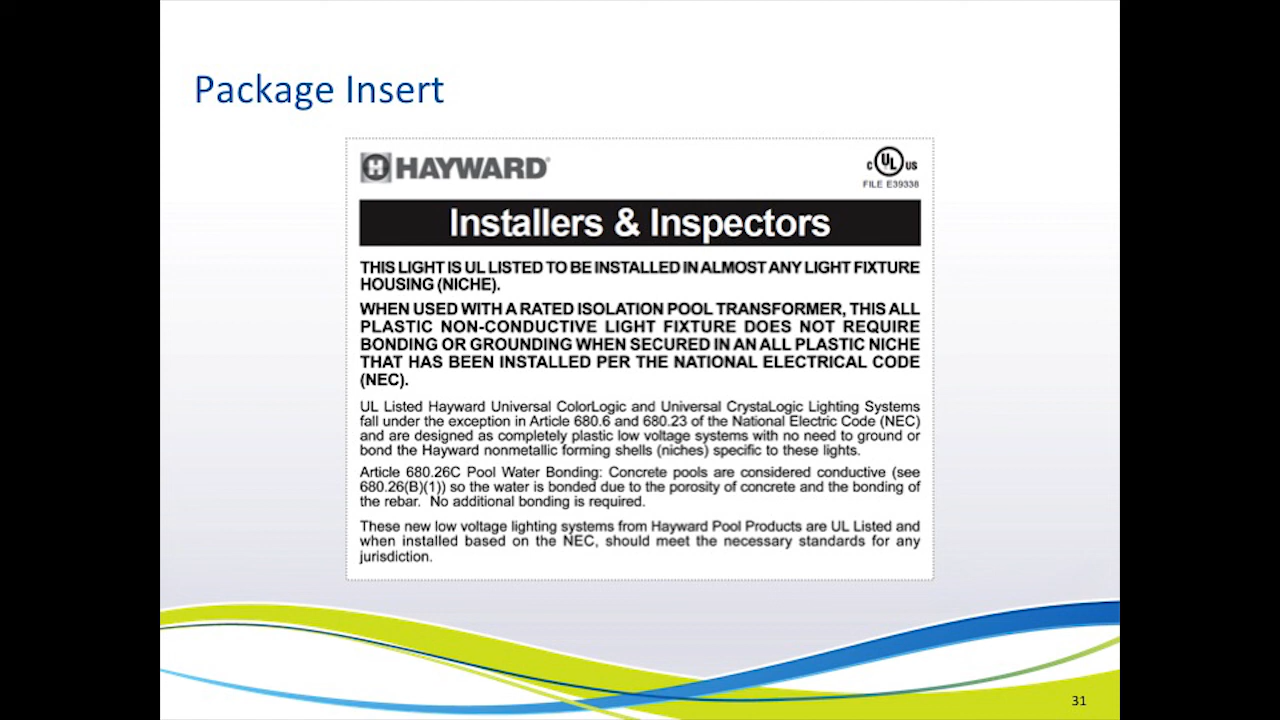 Package Insert
HAYWARD®
C UL US
FILE E39338
Installers & Inspectors
THIS LIGHT IS UL LISTED TO BE INSTALLED IN ALMOST ANY LIGHT FIXTURE
HOUSING (NICHE).
WHEN USED WITH A RATED ISOLATION POOL TRANSFORMER, THIS ALL
PLASTIC NON-CONDUCTIVE LIGHT FIXTURE DOES NOT REQUIRE
BONDING OR GROUNDING WHEN SECURED IN AN ALL PLASTIC NICHE
THAT HAS BEEN INSTALLED PER THE NATIONAL ELECTRICAL CODE
(NEC).
UL Listed Hayward Universal ColorLogic and Universal CrystaLogic Lighting Systems
fall under the exception in Article 680.6 and 680.23 of the National Electric Code (NEC)
and are designed as completely plastic low voltage systems with no need to ground or
bond the Hayward nonmetallic forming shells (niches) specific to these lights.
Article 680.26C Pool Water Bonding: Concrete pools are considered conductive (see
680.26(B)(1)) so the water is bonded due to the porosity of concrete and the bonding of
the rebar. No additional bonding is required.
These new low voltage lighting systems from Hayward Pool Products are UL Listed and
when installed based on the NEC, should meet the necessary standards for any
jurisdiction.
31